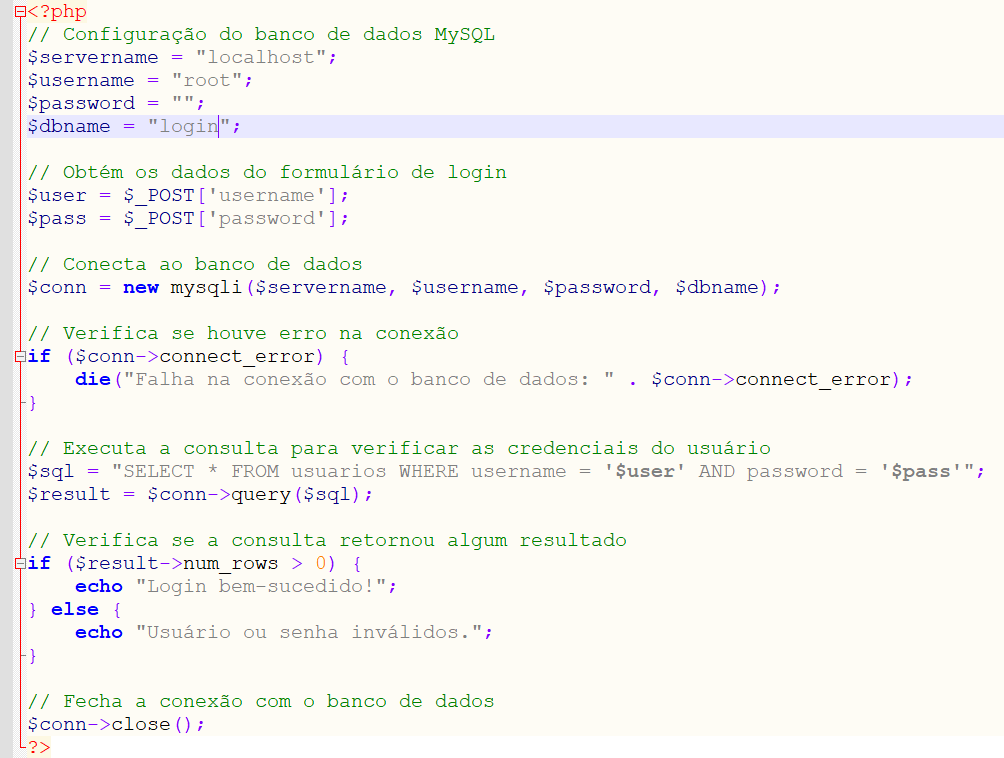 <?php
// Configuração do banco de dados MySQL
$servername = "localhost";
$username = "root";
$password = "";
$dbname = "login";
// Obtém os dados do formulário de login
$user = $_POST['username'];
$pass = $_POST['password'];
// Conecta ao banco de dados
$conn = new mysqli($servername, $username, $password, $dbname);
// Verifica se houve erro na conexão
if ($conn->connect_error) {
    die("Falha na conexão com o banco de dados: " . $conn->connect_error);
}
// Executa a consulta para verificar as credenciais do usuário
$sql = "SELECT * FROM usuarios WHERE username = '$user' AND password = '$pass'";
$result = $conn->query($sql);
// Verifica se a consulta retornou algum resultado
if ($result->num_rows > 0) {
    echo "Login bem-sucedido!";
} else {
    echo "Usuário ou senha inválidos.";
}
// Fecha a conexão com o banco de dados
$conn->close();
?>